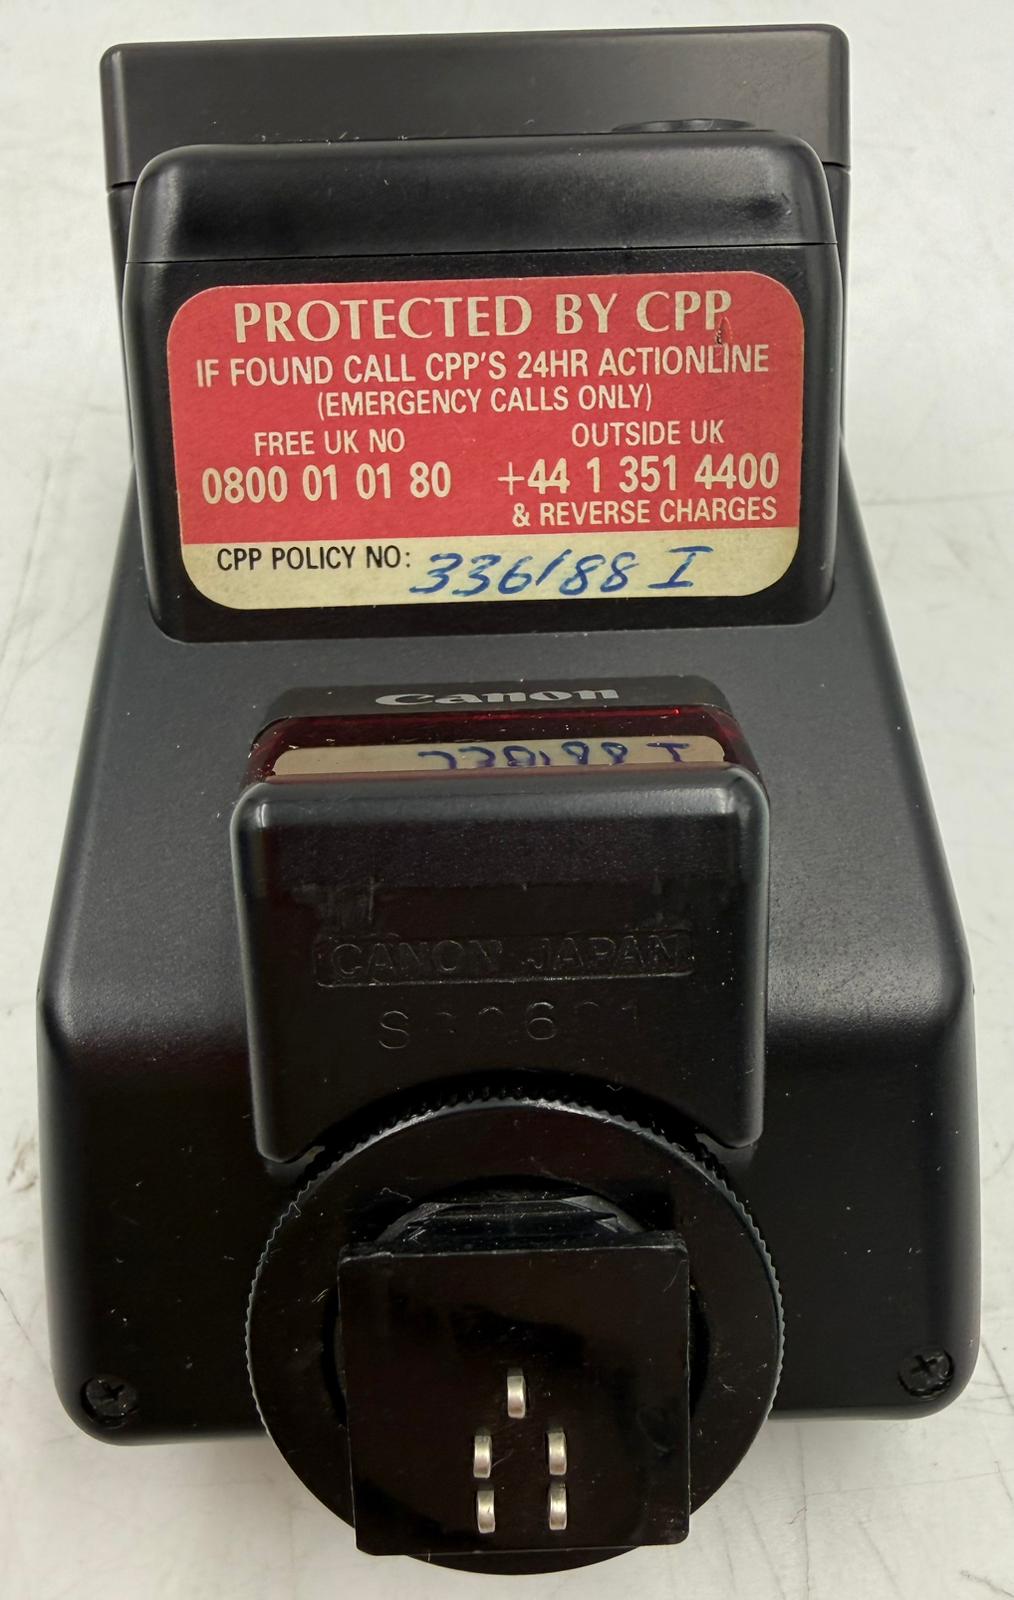 PROTECTED BY CPP
IF FOUND CALL CPP'S 24HR ACTIONLINE
(EMERGENCY CALLS ONLY)
FREE UK NO
0800 01 01 80
OUTSIDE UK
+44 1 351 4400
& REVERSE CHARGES
CPP POLICY NO: 336188 I
Canon
CANON JAPAN